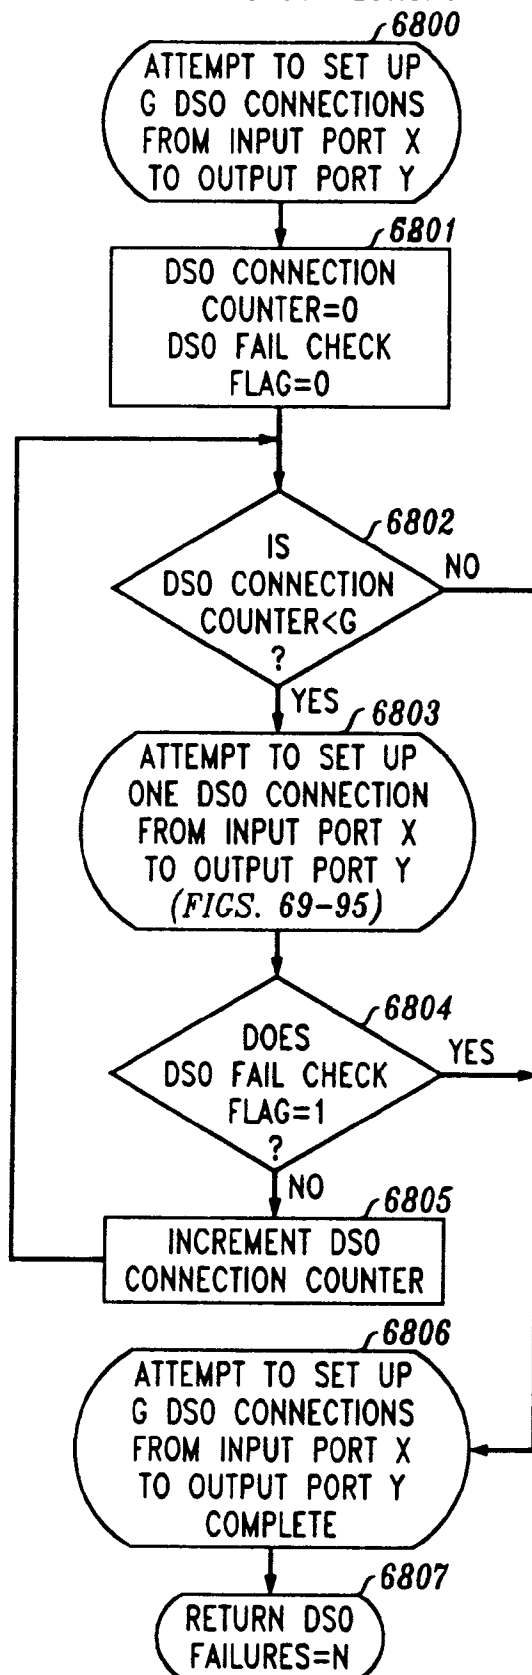 6800
ATTEMPT TO SET UP
G DSO CONNECTIONS
FROM INPUT PORT X
TO OUTPUT PORT Y
6801
DSO CONNECTION
COUNTER=0
DSO FAIL CHECK
FLAG=0
6802
IS
DSO CONNECTION
COUNTER<G
?
NO
YES
6803
ATTEMPT TO SET UP
ONE DSO CONNECTION
FROM INPUT PORT X
TO OUTPUT PORT Y
(FIGS. 69-95)
6804
DOES
DSO FAIL CHECK
FLAG=1
?
YES
NO
6805
INCREMENT DSO
CONNECTION COUNTER
6806
ATTEMPT TO SET UP
G DSO CONNECTIONS
FROM INPUT PORT X
TO OUTPUT PORT Y
COMPLETE
6807
RETURN DSO
FAILURES=N